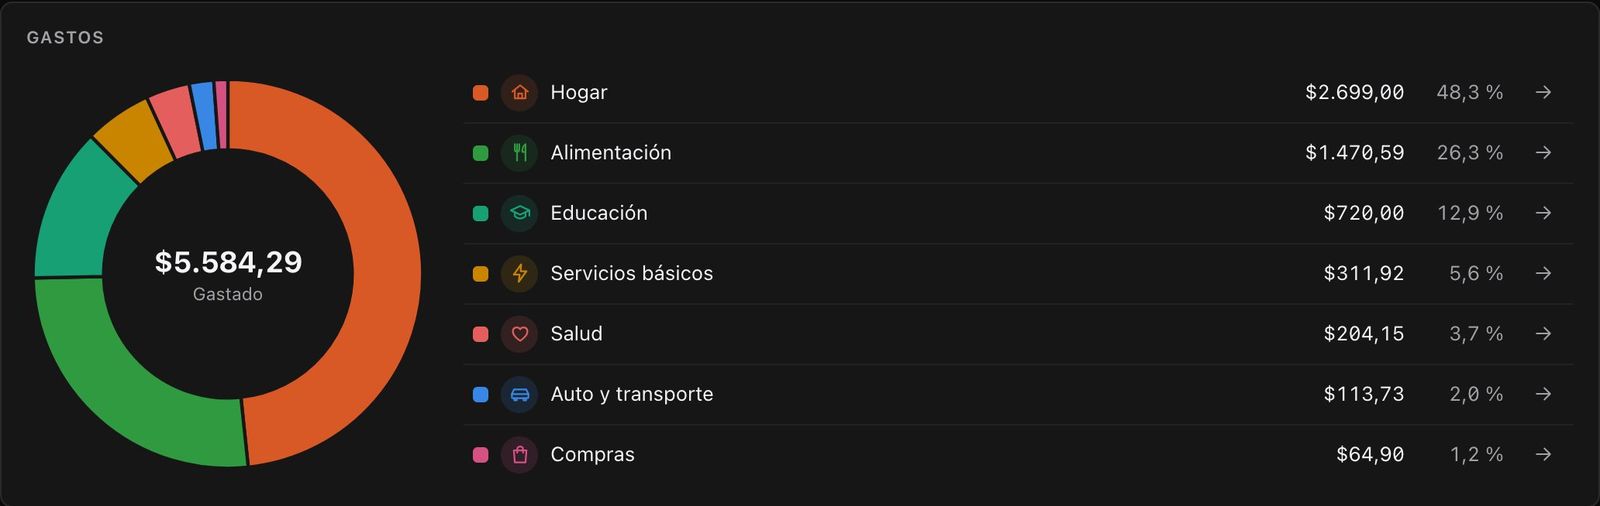 GASTOS
$5.584,29
Gastado
Hogar $2.699,00 48,3 % →
Alimentación $1.470,59 26,3 % →
Educación $720,00 12,9 % →
Servicios básicos $311,92 5,6 % →
Salud $204,15 3,7 % →
Auto y transporte $113,73 2,0 % →
Compras $64,90 1,2 % →